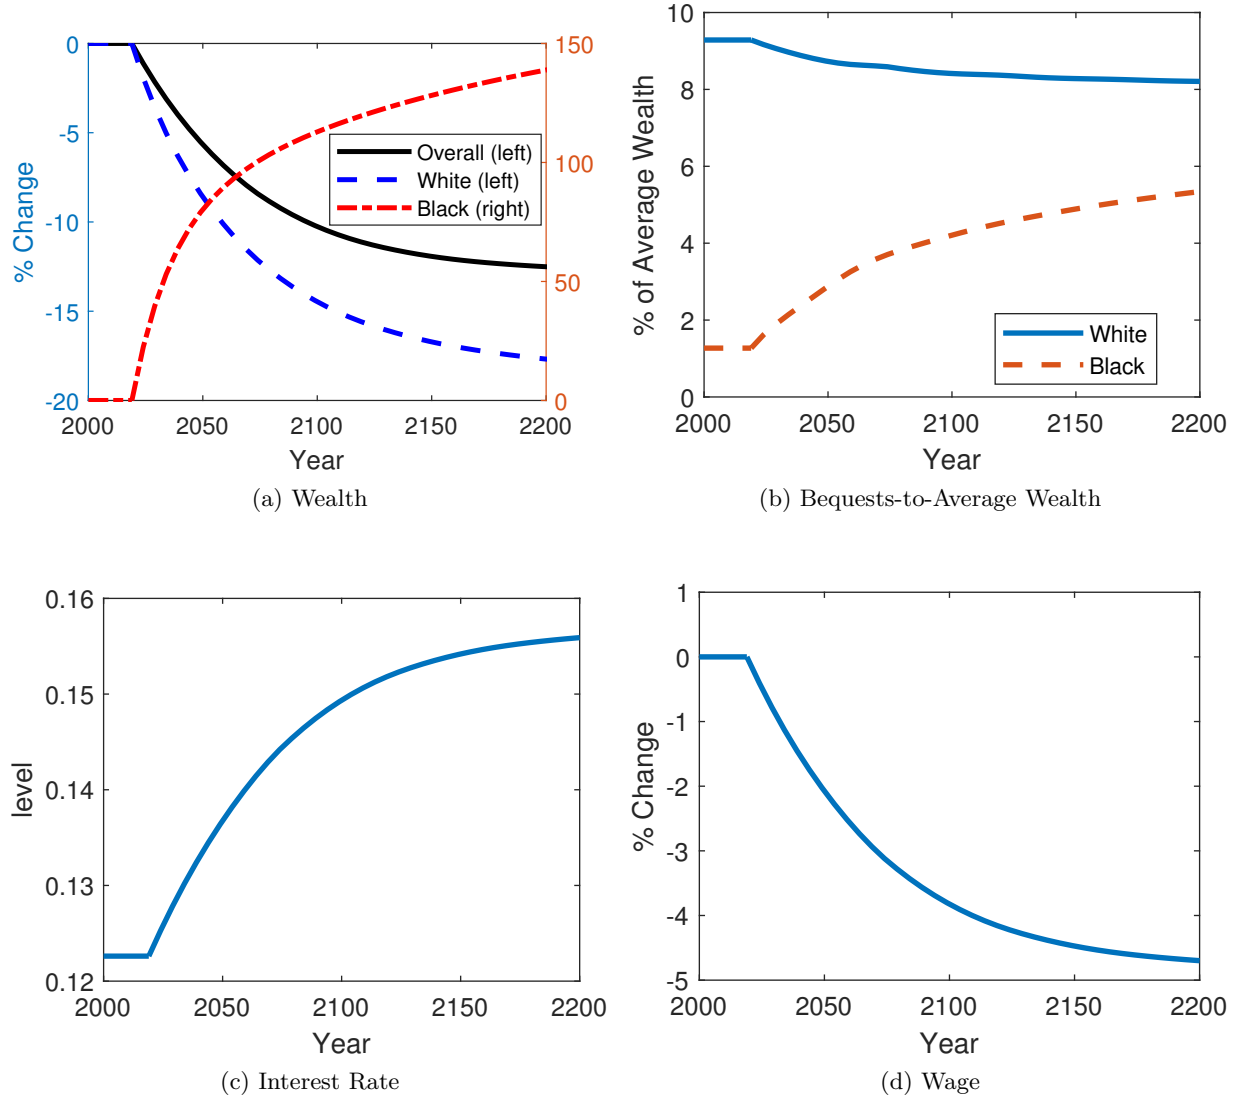 0
-5
-10
-15
-20
% Change
150
100
50
0
Overall (left)
White (left)
Black (right)
2000 2050 2100 2150 2200
Year
(a) Wealth
10
8
6
4
2
0
% of Average Wealth
White
Black
2000 2050 2100 2150 2200
Year
(b) Bequests-to-Average Wealth
0.16
0.15
0.14
0.13
0.12
level
2000 2050 2100 2150 2200
Year
(c) Interest Rate
1
0
-1
-2
-3
-4
-5
% Change
2000 2050 2100 2150 2200
Year
(d) Wage